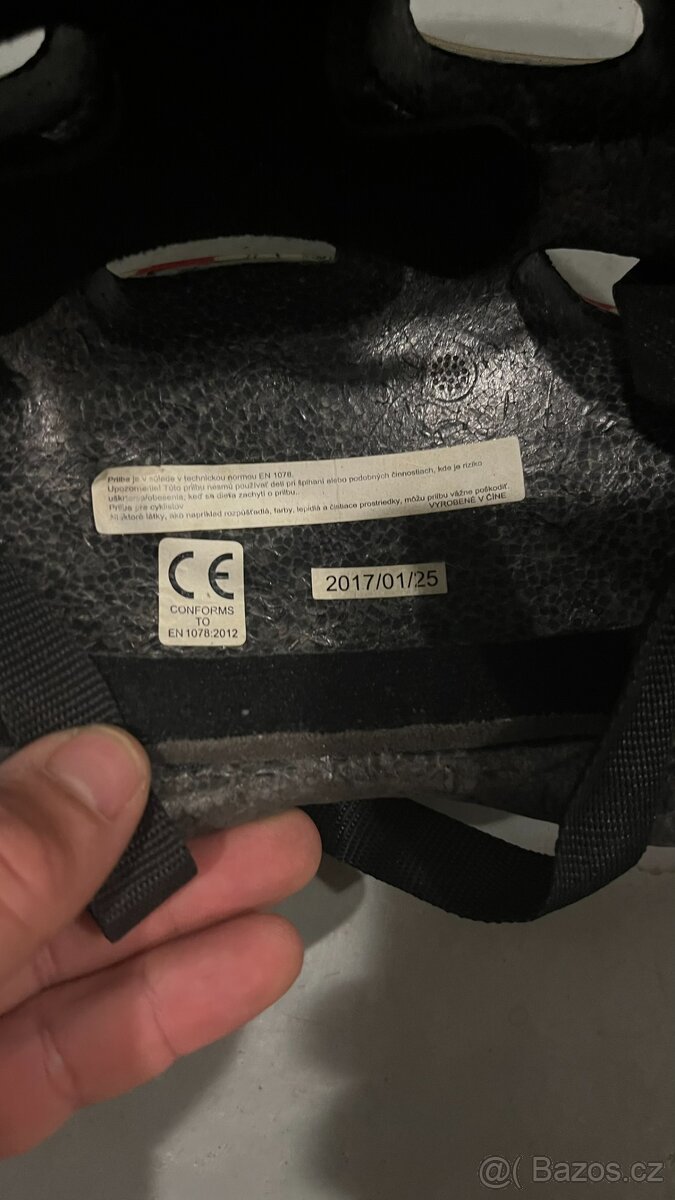 Prilba je v súlade v technickou normou EN 1078.
Upozornenie! Túto prilbu nesmú používať deti pri šplhaní alebo podobných činnostiach, kde je riziko
uškrtenia/obesenia; keď sa dieťa zachytí o prilbu.
Prilba pre cyklistov
Niektoré látky, ako napríklad rozpúšťadlá, farby, lepidlá a čistiace prostriedky, môžu prilbu vážne poškodiť.
VYROBENÉ V ČÍNE
CE
CONFORMS
TO
EN 1078:2012
2017/01/25
@( Bazos.cz